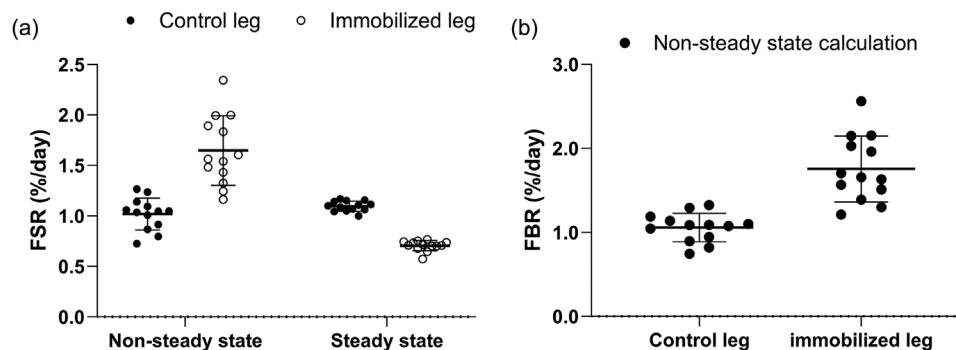 (a)
Control leg
Immobilized leg
FSR (%/day)
2.5
2.0
1.5
1.0
0.5
0.0
Non-steady state
Steady state
(b)
Non-steady state calculation
FBR (%/day)
3.0
2.0
1.0
0.0
Control leg
immobilized leg